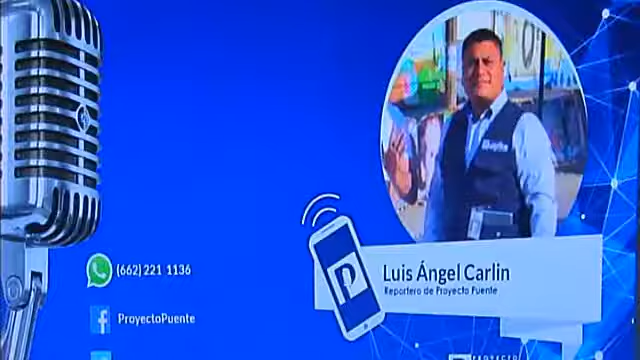 (662) 221 1136
ProyectoPuente
P
Luis Ángel Carlin
Reportero de Proyecto Puente